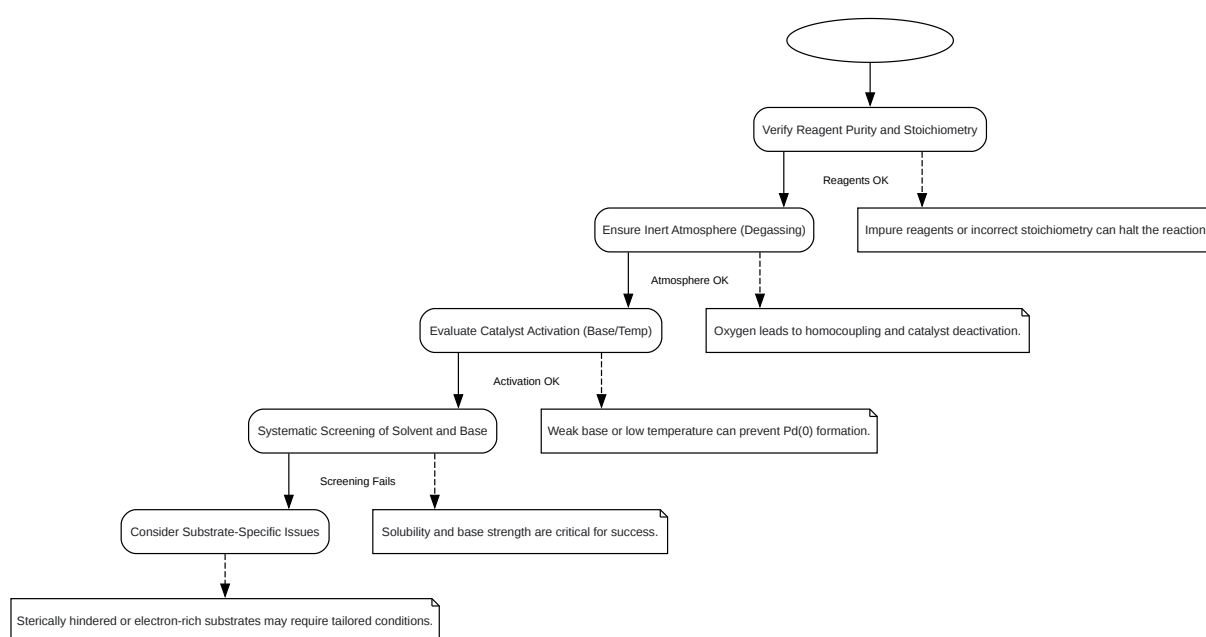 Verify Reagent Purity and Stoichiometry
Reagents OK
Ensure Inert Atmosphere (Degassing)
Impure reagents or incorrect stoichiometry can halt the reaction
Atmosphere OK
Evaluate Catalyst Activation (Base/Temp)
Oxygen leads to homocoupling and catalyst deactivation.
Activation OK
Systematic Screening of Solvent and Base
Weak base or low temperature can prevent Pd(0) formation.
Screening Fails
Consider Substrate-Specific Issues
Solubility and base strength are critical for success.
Sterically hindered or electron-rich substrates may require tailored conditions.